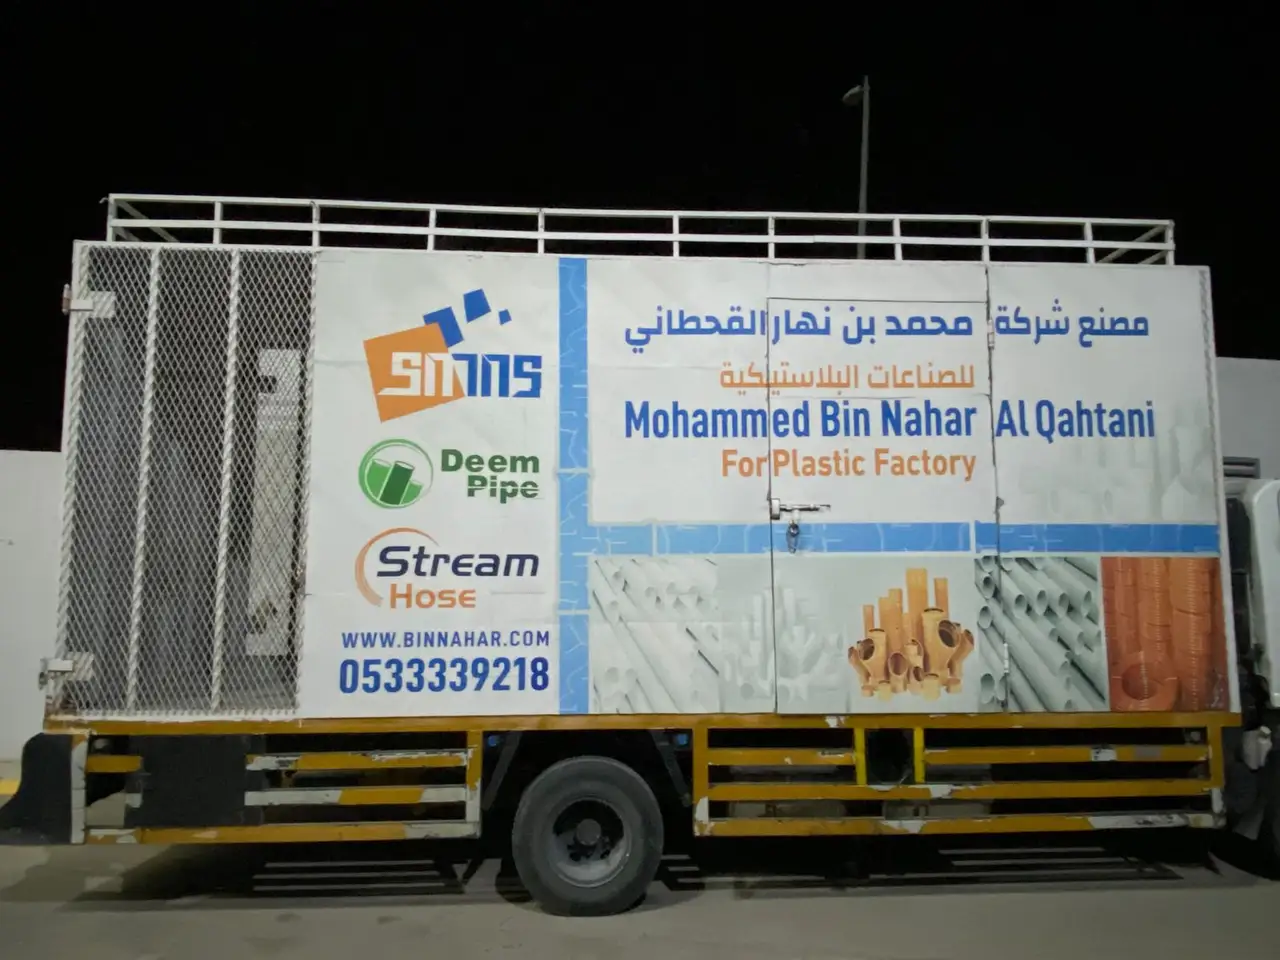 smnns
Deem
Pipe
Stream
Hose
WWW.BINNAHAR.COM
0533339218
مصنع شركة محمد بن نهار القحطاني
للصناعات البلاستيكية
Mohammed Bin Nahar Al Qahtani
For Plastic Factory